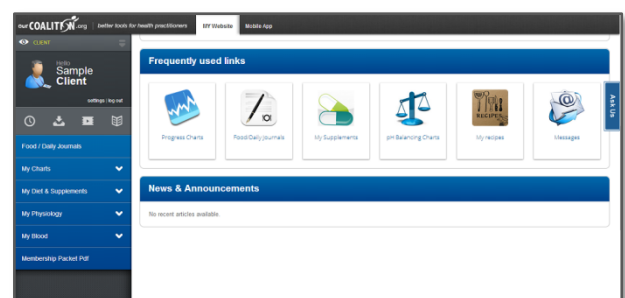 our COALITION.org | better tools for health practitioners
MY Website
Mobile App
CLIENT
Hello
Sample
Client
settings | log out
Food / Daily Journals
My Charts
My Diet & Supplements
My Physiology
My Blood
Membership Packet Pdf
Frequently used links
Progress Charts
Food/Daily Journals
My Supplements
pH Balancing Charts
RECIPES
My recipes
Messages
Ask Us
News & Announcements
No recent articles available.